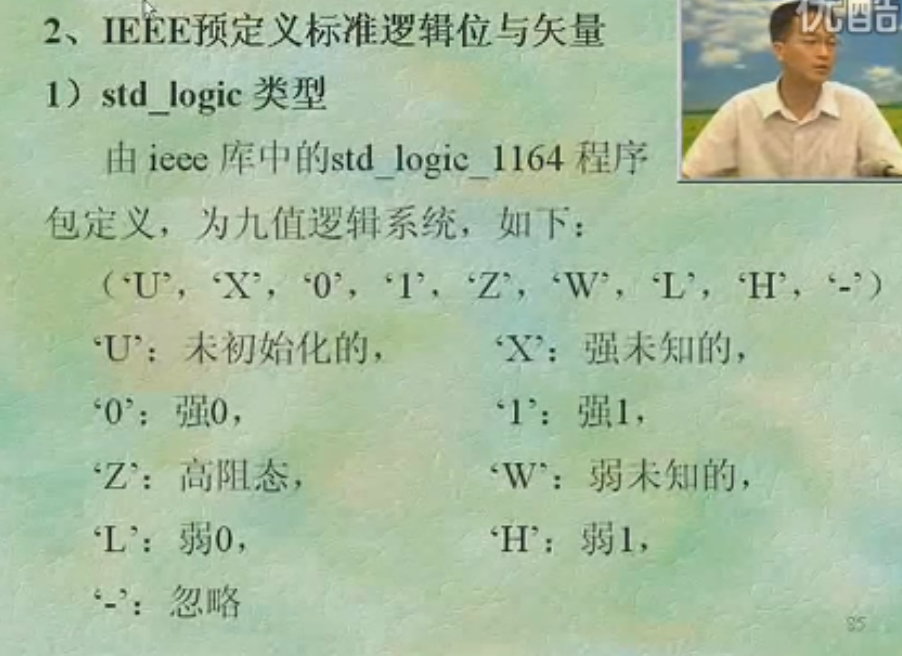 优酷
2、IEEE预定义标准逻辑位与矢量
1）std_logic 类型
由 ieee 库中的std_logic_1164 程序
包定义，为九值逻辑系统，如下：
（‘U’，‘X’，‘0’，‘1’，‘Z’，‘W’，‘L’，‘H’，‘-’）
‘U’：未初始化的， ‘X’：强未知的，
‘0’：强0， ‘1’：强1，
‘Z’：高阻态， ‘W’：弱未知的，
‘L’：弱0， ‘H’：弱1，
‘-’：忽略
85